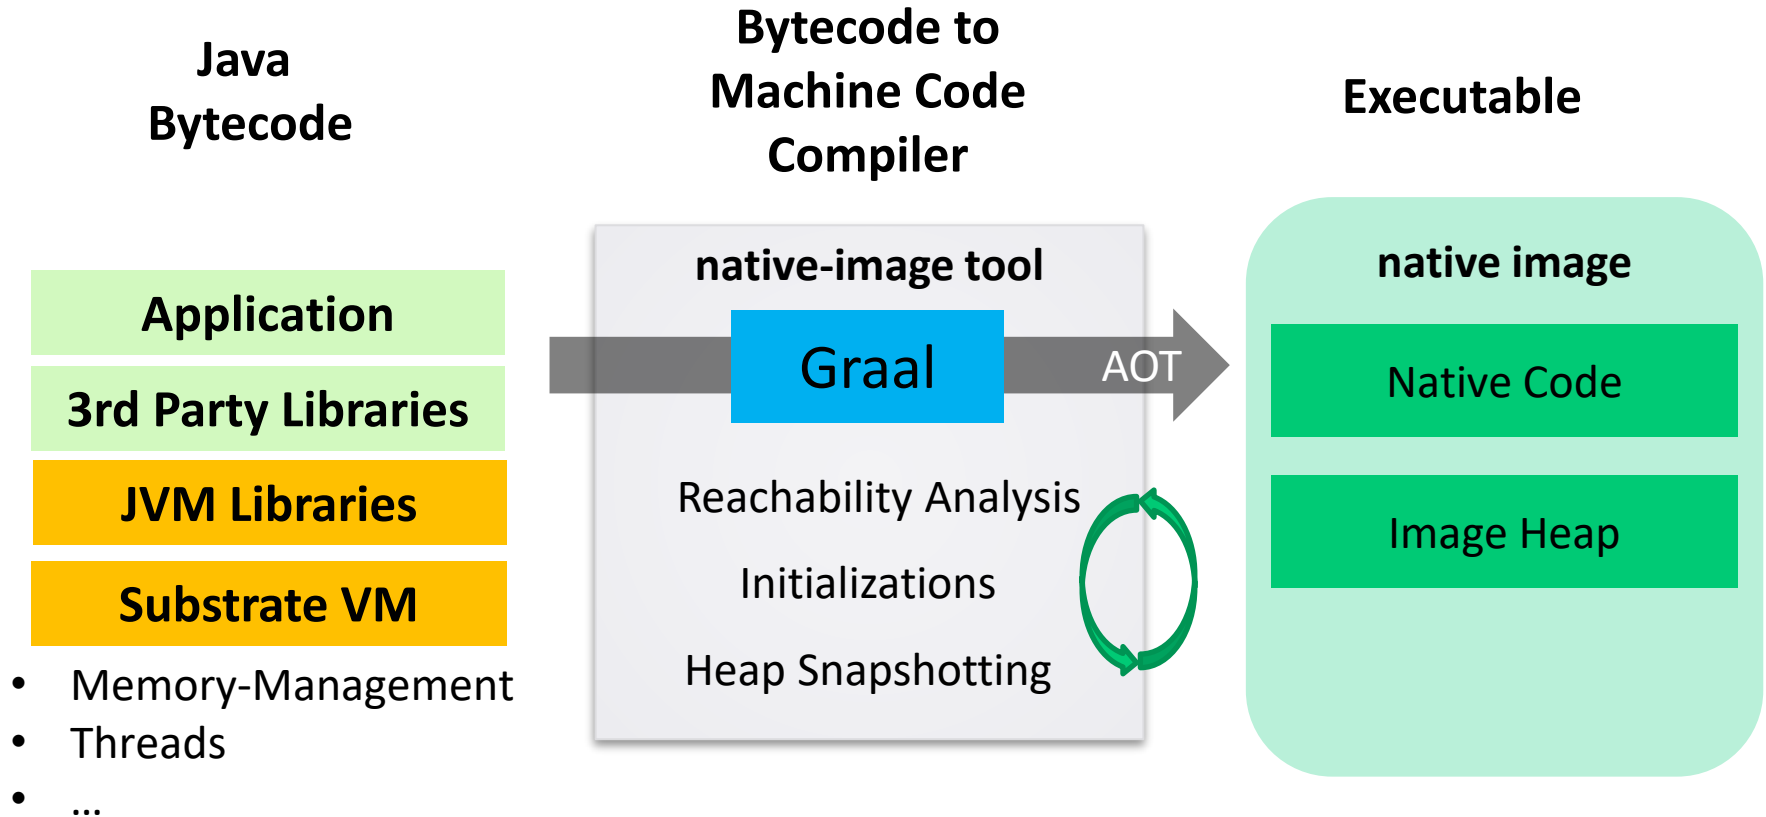 Java
Bytecode
Application
3rd Party Libraries
JVM Libraries
Substrate VM
• Memory-Management
• Threads
• ...
Bytecode to
Machine Code
Compiler
native-image tool
Graal
AOT
Reachability Analysis
Initializations
Heap Snapshotting
Executable
native image
Native Code
Image Heap